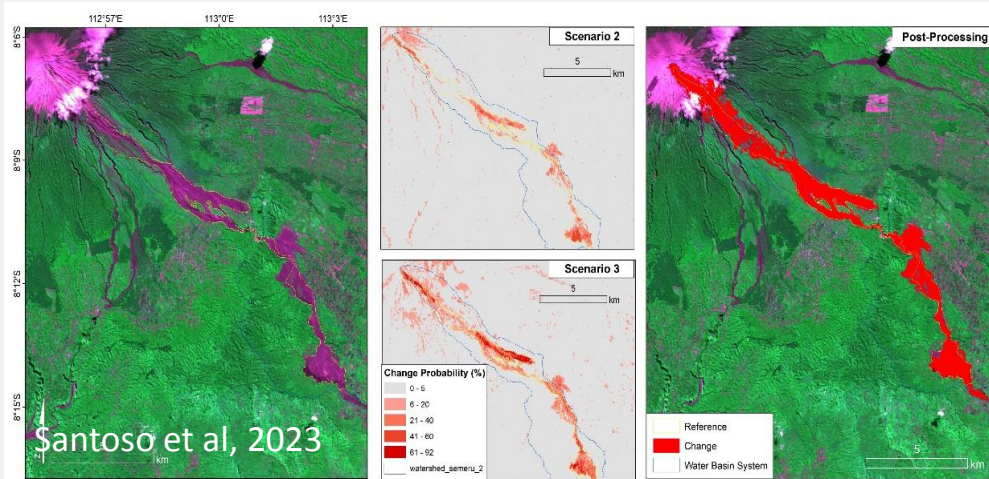 112°57'E 113°0'E 113°3'E
8°6'S
8°9'S
8°12'S
8°15'S
Santoso et al, 2023
km
Scenario 2
5
km
Scenario 3
5
km
Change Probability (%)
0 - 5
6 - 20
21 - 40
41 - 60
61 - 92
watershed_semeru_2
Post-Processing
Reference
Change
Water Basin System
5
km